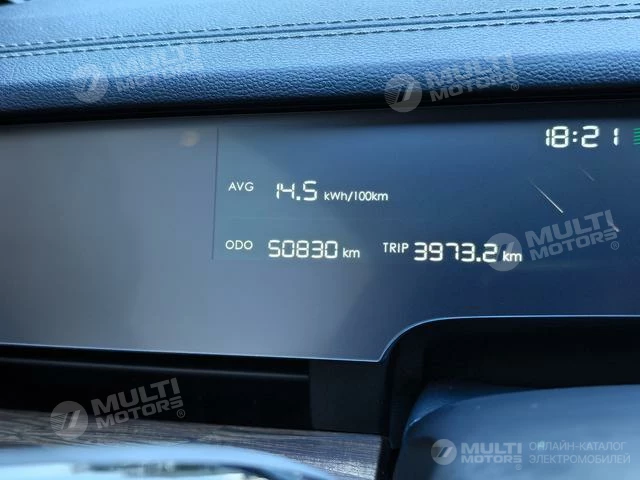 MULTI
MOTORS®
MULTI
MOTORS®
18:21
AVG 14.5 kWh/100km
MULTI
MOTORS®
ODO 50830 km TRIP 3973.2 km
MULTI
MOTORS®
MULTI
MOTORS®
ОНЛАЙН-КАТАЛОГ
ЭЛЕКТРОМОБИЛЕЙ